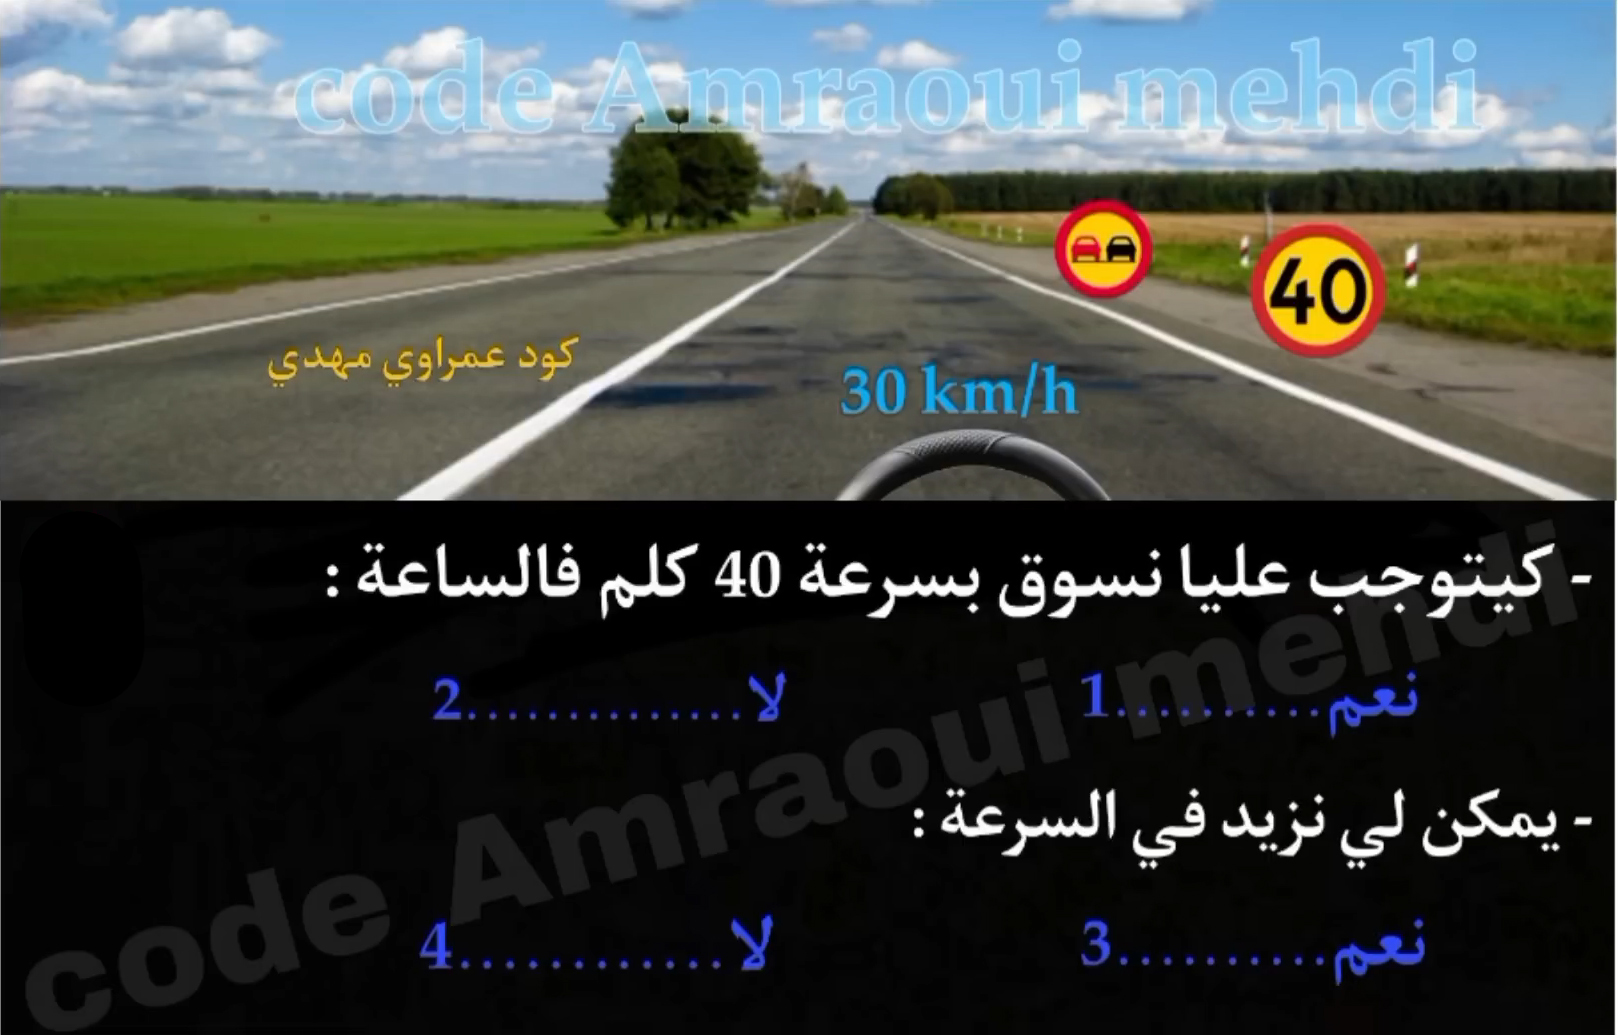 code Amraoui mehdi
40
كود عمراوي مهدي
30 km/h
- كيتوجب عليا نسوق بسرعة 40 كلم فالساعة :
نعم..........1 لا..............2
- يمكن لي نزيد في السرعة :
نعم..........3 لا.............4
code Amraoui mehdi